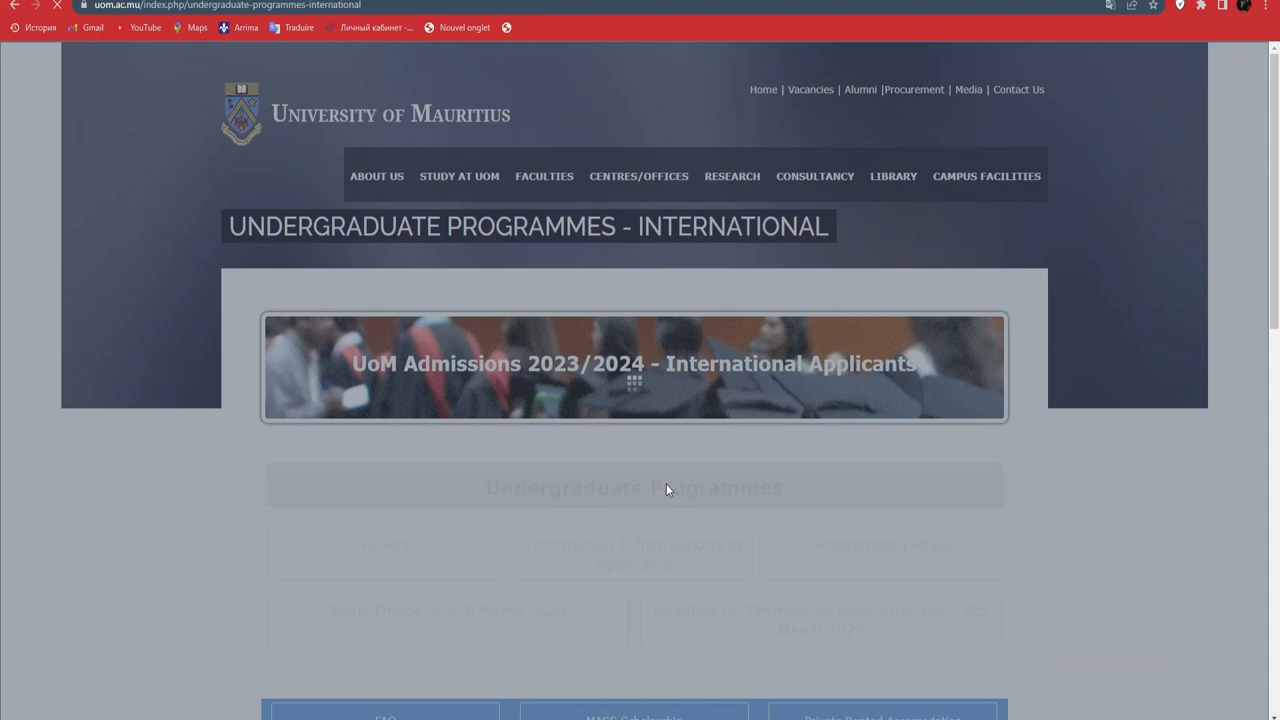 uom.ac.mu/index.php/undergraduate-programmes-international
История Gmail YouTube Maps Arrima Traduire Личный кабинет -... Nouvel onglet
Home | Vacancies | Alumni |Procurement | Media | Contact Us
UNIVERSITY OF MAURITIUS
ABOUT US STUDY AT UOM FACULTIES CENTRES/OFFICES RESEARCH CONSULTANCY LIBRARY CAMPUS FACILITIES
UNDERGRADUATE PROGRAMMES - INTERNATIONAL
UoM Admissions 2023/2024 - International Applicants
Undergraduate Programmes
Advert
Information & Instructions to
Applicants
Programme Details
Apply Online by 6th March 2023
Deadline for Payment of Application Fee - 8th
March 2023
FAQ MASS Scholarship Private Rented Accomodation